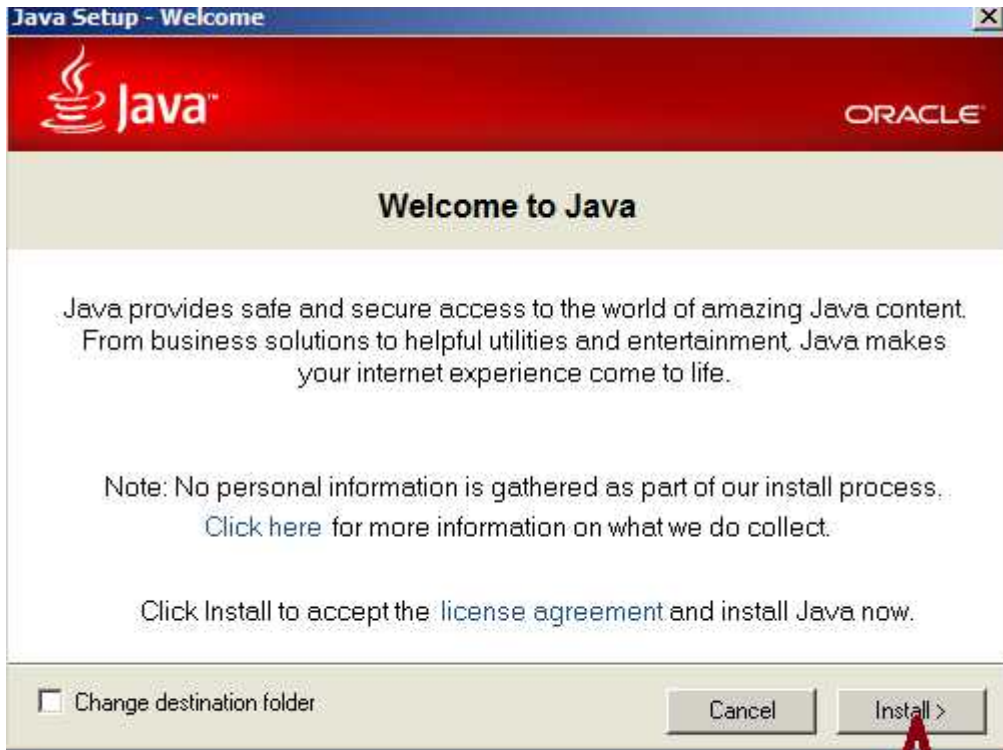 Java Setup - Welcome
Java™
ORACLE
Welcome to Java
Java provides safe and secure access to the world of amazing Java content.
From business solutions to helpful utilities and entertainment, Java makes
your internet experience come to life.
Note: No personal information is gathered as part of our install process.
Click here for more information on what we do collect.
Click Install to accept the license agreement and install Java now.
Change destination folder
Cancel
Install >